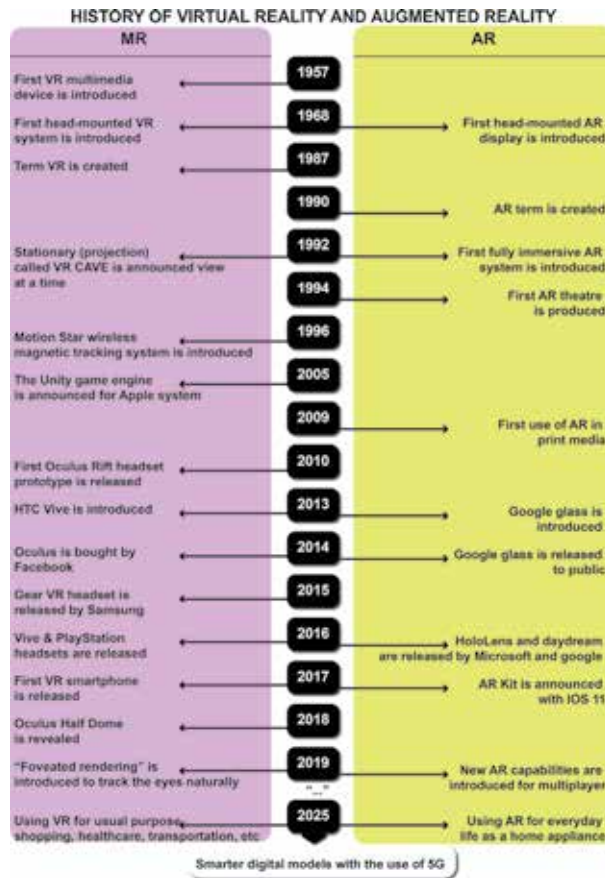 HISTORY OF VIRTUAL REALITY AND AUGMENTED REALITY
MR
AR
1957
First VR multimedia
device is introduced
1968
First head-mounted VR
system is introduced
First head-mounted AR
display is introduced
1987
Term VR is created
1990
AR term is created
1992
Stationary (projection)
called VR CAVE is announced view
at a time
First fully immersive AR
system is introduced
1994
First AR theatre
is produced
1996
Motion Star wireless
magnetic tracking system is introduced
2005
The Unity game engine
is announced for Apple system
2009
First use of AR in
print media
2010
First Oculus Rift headset
prototype is released
2013
HTC Vive is introduced
Google glass is
introduced
2014
Oculus is bought by
Facebook
Google glass is released
to public
2015
Gear VR headset is
released by Samsung
2016
Vive & PlayStation
headsets are released
HoloLens and daydream
are released by Microsoft and google
2017
First VR smartphone
is released
AR Kit is announced
with IOS 11
2018
Oculus Half Dome
is revealed
2019
“Foveated rendering” is
introduced to track the eyes naturally
New AR capabilities are
introduced for multiplayer
“...”
2025
Using VR for usual purpose
shopping, healthcare, transportation, etc
Using AR for everyday
life as a home appliance
Smarter digital models with the use of 5G